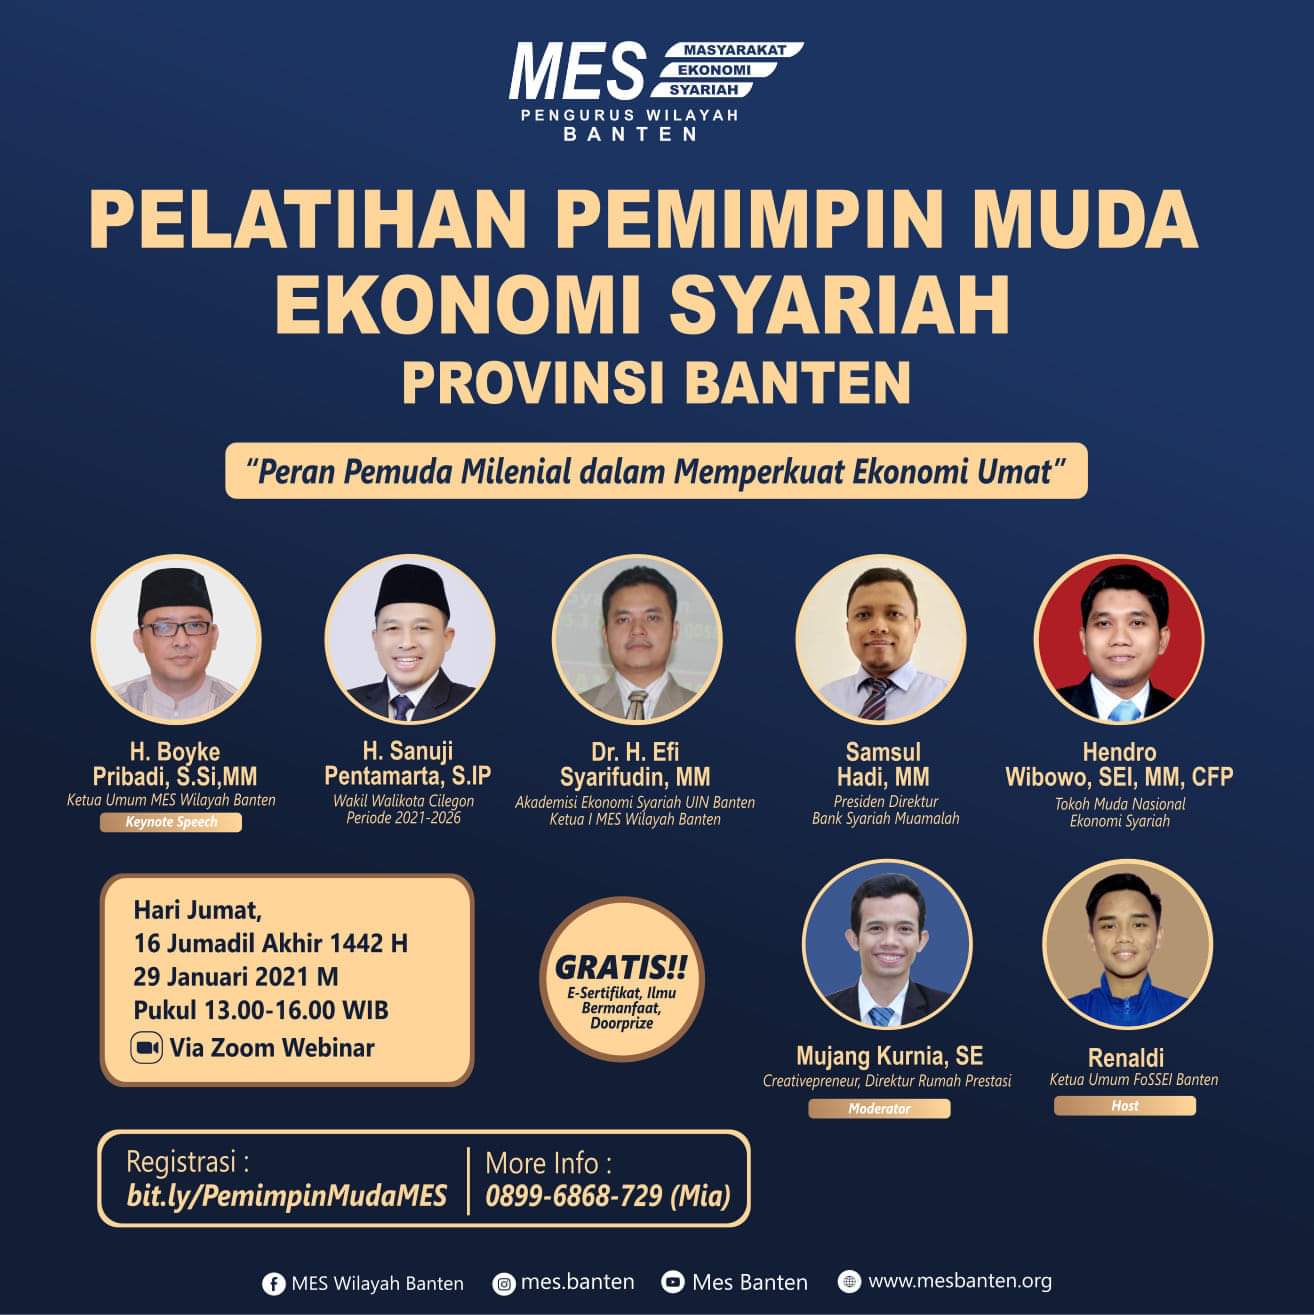 MES MASYARAKAT
EKONOMI
SYARIAH
PENGURUS WILAYAH
BANTEN
PELATIHAN PEMIMPIN MUDA
EKONOMI SYARIAH
PROVINSI BANTEN
“Peran Pemuda Milenial dalam Memperkuat Ekonomi Umat”
H. Boyke
Pribadi, S.Si,MM
Ketua Umum MES Wilayah Banten
Keynote Speech
H. Sanuji
Pentamarta, S.IP
Wakil Walikota Cilegon
Periode 2021-2026
Dr. H. Efi
Syarifudin, MM
Akademisi Ekonomi Syariah UIN Banten
Ketua I MES Wilayah Banten
Samsul
Hadi, MM
Presiden Direktur
Bank Syariah Muamalah
Hendro
Wibowo, SEI, MM, CFP
Tokoh Muda Nasional
Ekonomi Syariah
Hari Jumat,
16 Jumadil Akhir 1442 H
29 Januari 2021 M
Pukul 13.00-16.00 WIB
Via Zoom Webinar
GRATIS!!
E-Sertifikat, Ilmu
Bermanfaat,
Doorprize
Mujang Kurnia, SE
Creativepreneur, Direktur Rumah Prestasi
Moderator
Renaldi
Ketua Umum FoSSEI Banten
Host
Registrasi :
bit.ly/PemimpinMudaMES
More Info :
0899-6868-729 (Mia)
MES Wilayah Banten
mes.banten
Mes Banten
www.mesbanten.org